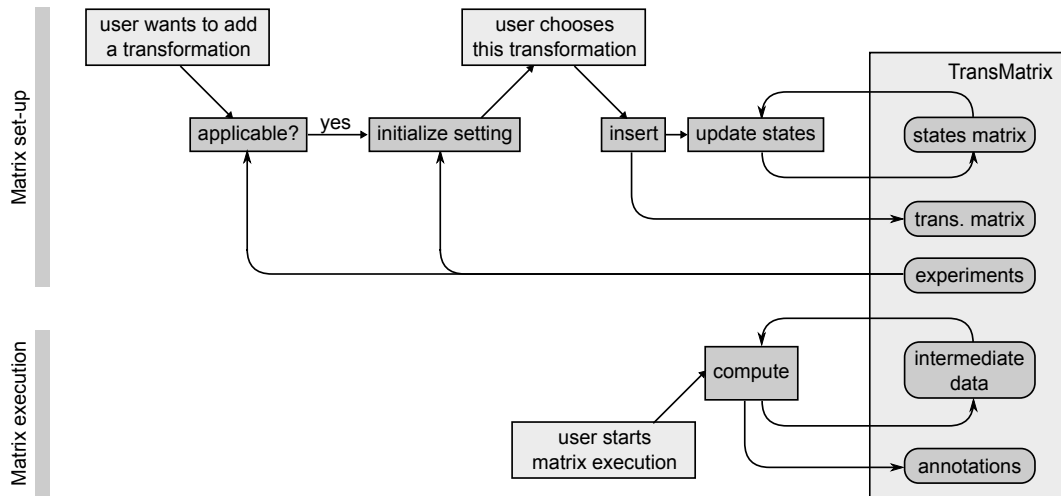 user wants to add
a transformation
user chooses
this transformation
TransMatrix
Matrix set-up
applicable?
yes
initialize setting
insert
update states
states matrix
trans. matrix
experiments
Matrix execution
compute
intermediate
data
user starts
matrix execution
annotations